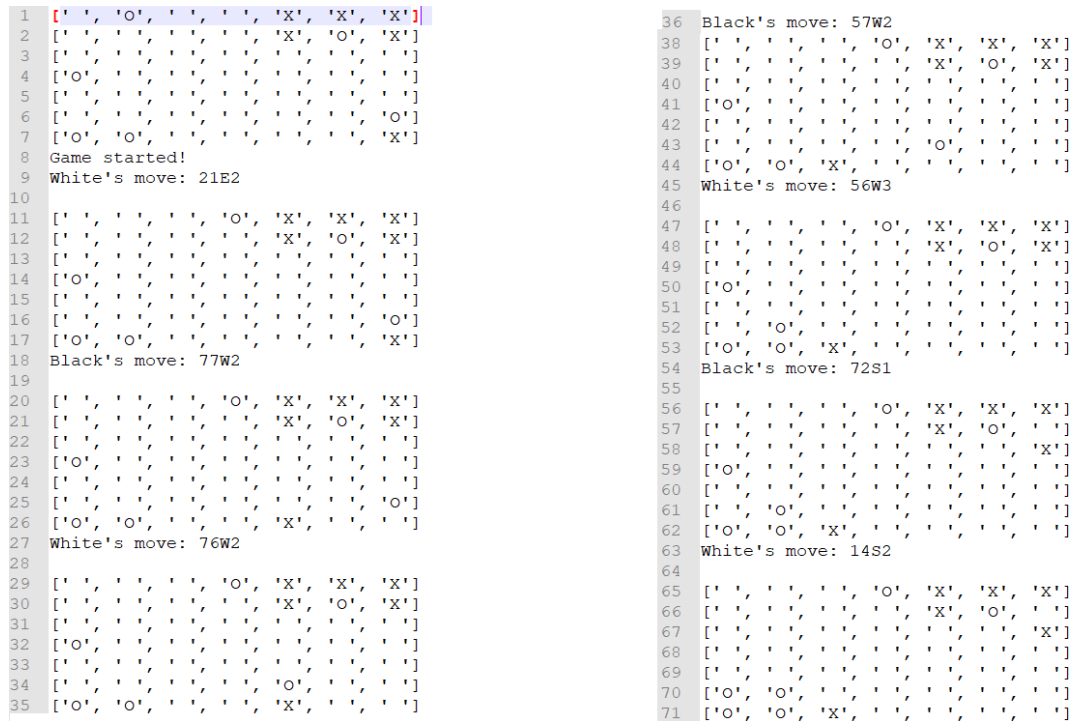 1 [' ', 'O', ' ', ' ', 'X', 'X', 'X']
2 [' ', ' ', ' ', ' ', 'X', 'O', 'X']
3 [' ', ' ', ' ', ' ', ' ', ' ', ' ']
4 ['O', ' ', ' ', ' ', ' ', ' ', ' ']
5 [' ', ' ', ' ', ' ', ' ', ' ', ' ']
6 [' ', ' ', ' ', ' ', ' ', ' ', 'O']
7 ['O', 'O', ' ', ' ', ' ', ' ', 'X']
8 Game started!
9 White's move: 21E2
10
11 [' ', ' ', ' ', 'O', 'X', 'X', 'X']
12 [' ', ' ', ' ', ' ', 'X', 'O', 'X']
13 [' ', ' ', ' ', ' ', ' ', ' ', ' ']
14 ['O', ' ', ' ', ' ', ' ', ' ', ' ']
15 [' ', ' ', ' ', ' ', ' ', ' ', ' ']
16 [' ', ' ', ' ', ' ', ' ', ' ', 'O']
17 ['O', 'O', ' ', ' ', ' ', ' ', 'X']
18 Black's move: 77W2
19
20 [' ', ' ', ' ', 'O', 'X', 'X', 'X']
21 [' ', ' ', ' ', ' ', 'X', 'O', 'X']
22 [' ', ' ', ' ', ' ', ' ', ' ', ' ']
23 ['O', ' ', ' ', ' ', ' ', ' ', ' ']
24 [' ', ' ', ' ', ' ', ' ', ' ', ' ']
25 [' ', ' ', ' ', ' ', ' ', ' ', 'O']
26 ['O', 'O', ' ', ' ', 'X', ' ', ' ']
27 White's move: 76W2
28
29 [' ', ' ', ' ', 'O', 'X', 'X', 'X']
30 [' ', ' ', ' ', ' ', 'X', 'O', 'X']
31 [' ', ' ', ' ', ' ', ' ', ' ', ' ']
32 ['O', ' ', ' ', ' ', ' ', ' ', ' ']
33 [' ', ' ', ' ', ' ', ' ', ' ', ' ']
34 [' ', ' ', ' ', ' ', 'O', ' ', ' ']
35 ['O', 'O', ' ', ' ', 'X', ' ', ' ']
36 Black's move: 57W2
38 [' ', ' ', ' ', 'O', 'X', 'X', 'X']
39 [' ', ' ', ' ', ' ', 'X', 'O', 'X']
40 [' ', ' ', ' ', ' ', ' ', ' ', ' ']
41 ['O', ' ', ' ', ' ', ' ', ' ', ' ']
42 [' ', ' ', ' ', ' ', ' ', ' ', ' ']
43 [' ', ' ', ' ', ' ', 'O', ' ', ' ']
44 ['O', 'O', 'X', ' ', ' ', ' ', ' ']
45 White's move: 56W3
46
47 [' ', ' ', ' ', 'O', 'X', 'X', 'X']
48 [' ', ' ', ' ', ' ', 'X', 'O', 'X']
49 [' ', ' ', ' ', ' ', ' ', ' ', ' ']
50 ['O', ' ', ' ', ' ', ' ', ' ', ' ']
51 [' ', ' ', ' ', ' ', ' ', ' ', ' ']
52 [' ', 'O', ' ', ' ', ' ', ' ', ' ']
53 ['O', 'O', 'X', ' ', ' ', ' ', ' ']
54 Black's move: 72S1
55
56 [' ', ' ', ' ', 'O', 'X', 'X', 'X']
57 [' ', ' ', ' ', ' ', 'X', 'O', ' ']
58 [' ', ' ', ' ', ' ', ' ', ' ', 'X']
59 ['O', ' ', ' ', ' ', ' ', ' ', ' ']
60 [' ', ' ', ' ', ' ', ' ', ' ', ' ']
61 [' ', 'O', ' ', ' ', ' ', ' ', ' ']
62 ['O', 'O', 'X', ' ', ' ', ' ', ' ']
63 White's move: 14S2
64
65 [' ', ' ', ' ', 'O', 'X', 'X', 'X']
66 [' ', ' ', ' ', ' ', 'X', 'O', ' ']
67 [' ', ' ', ' ', ' ', ' ', ' ', 'X']
68 [' ', ' ', ' ', ' ', ' ', ' ', ' ']
69 [' ', ' ', ' ', ' ', ' ', ' ', ' ']
70 ['O', 'O', ' ', ' ', ' ', ' ', ' ']
71 ['O', 'O', 'X', ' ', ' ', ' ', ' ']